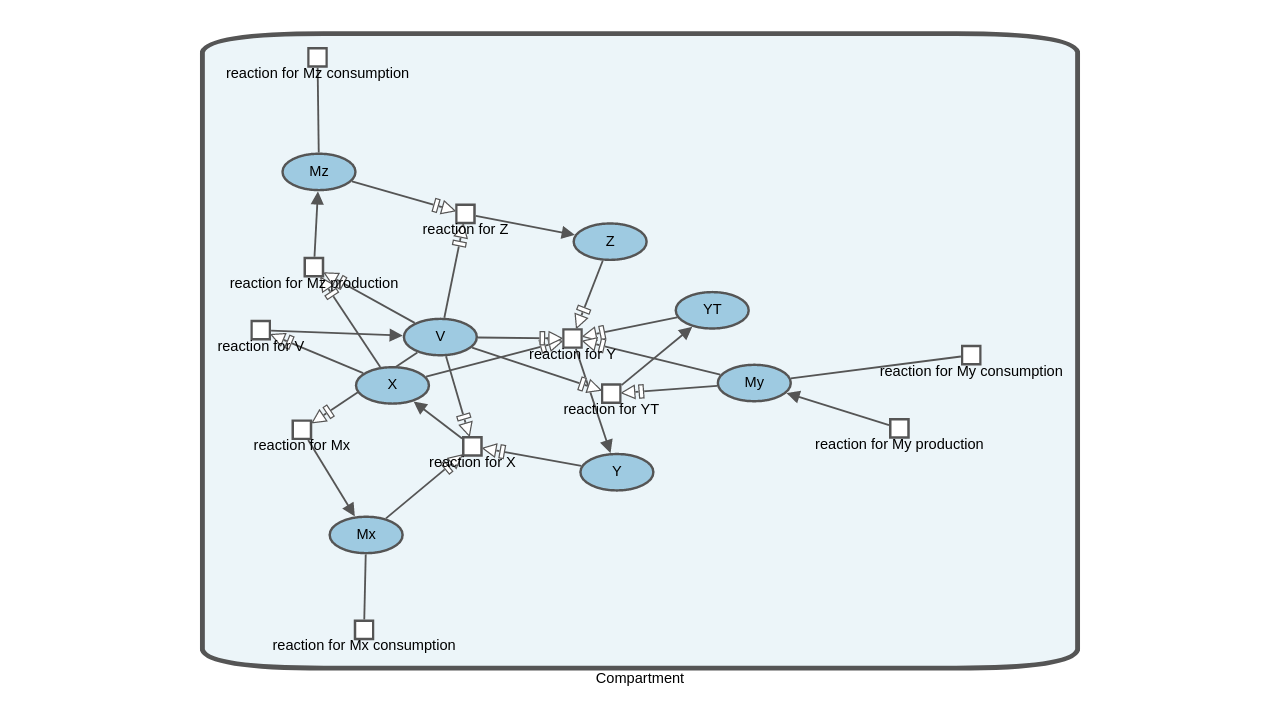 reaction for Mz consumption
Mz
reaction for Z
Z
reaction for Mz production
YT
V
reaction for V
reaction for Y
reaction for My consumption
X
My
reaction for YT
reaction for Mx
reaction for My production
reaction for X
Y
Mx
reaction for Mx consumption
Compartment